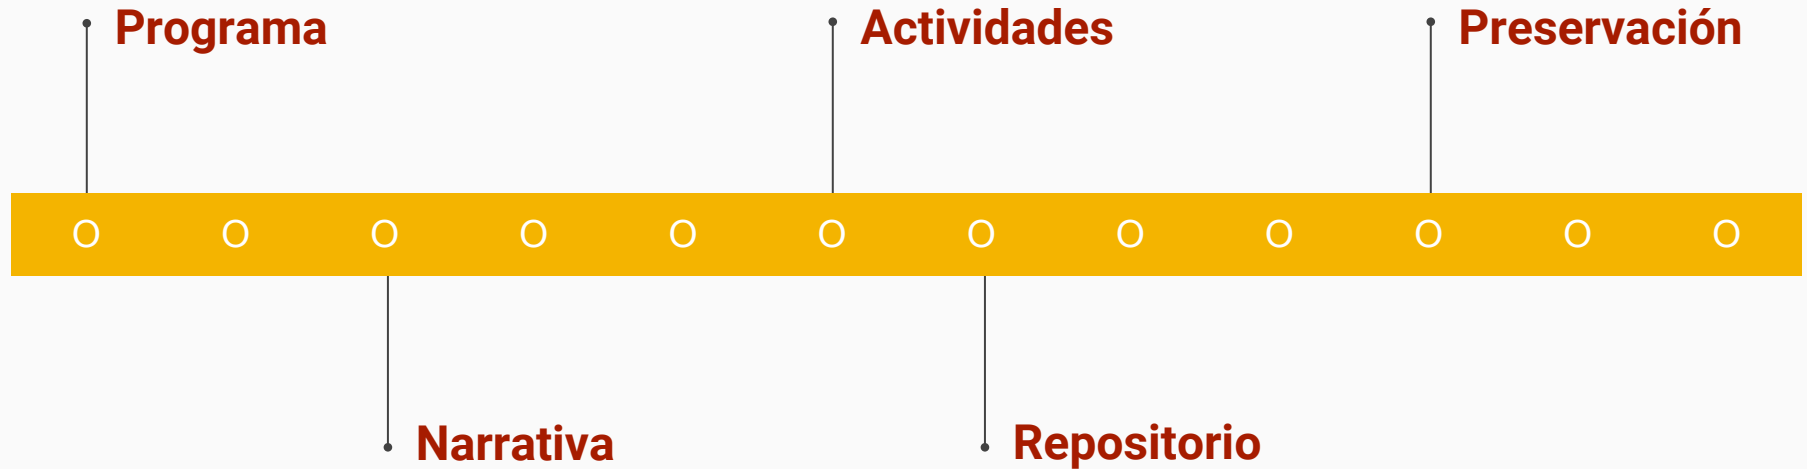 Programa
Actividades
Preservación
O O O O O O O O O O O O
Narrativa
Repositorio